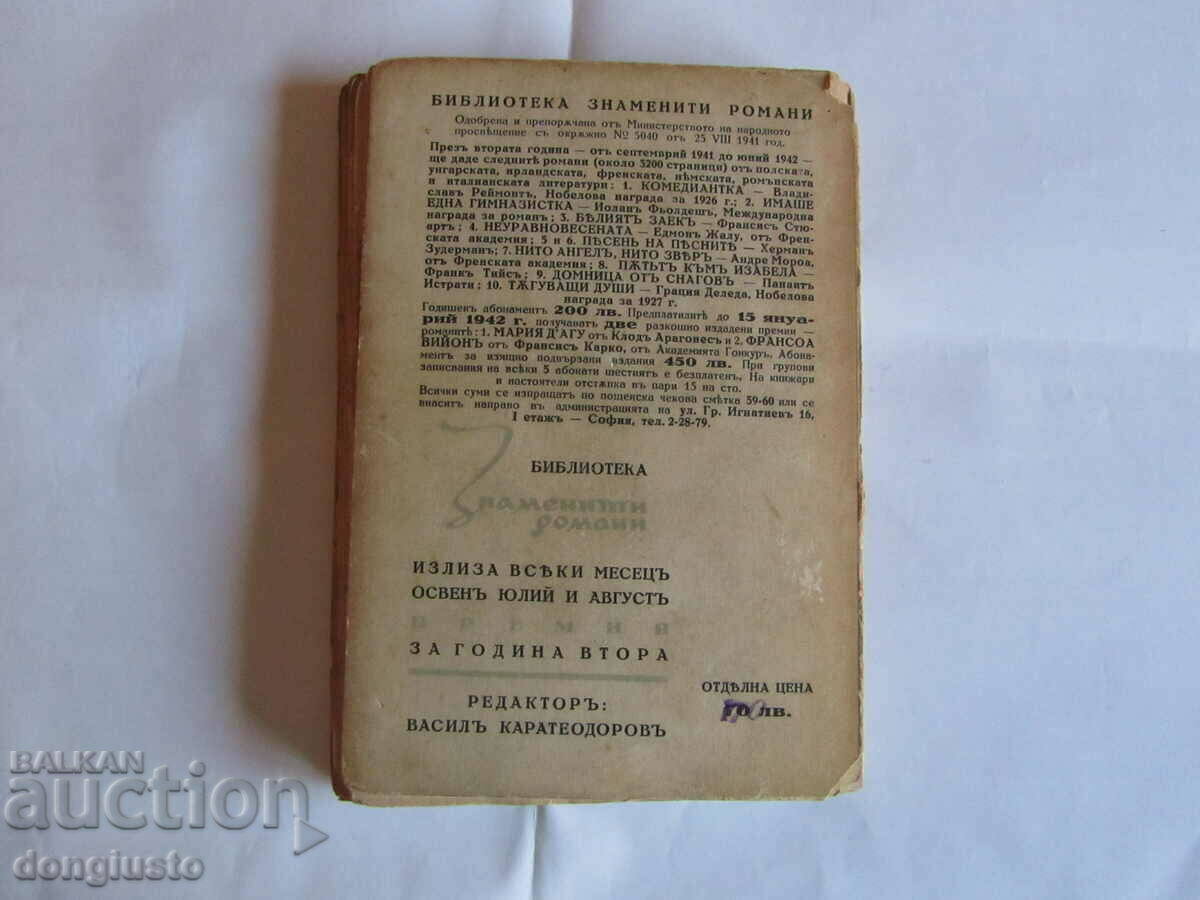 БИБЛИОТЕКА ЗНАМЕНИТИ РОМАНИ
Одобрена и препорѫчана отъ Министерството на народното
просвѣщение съ окрѫжно № 5040 отъ 25 VIII 1941 год.
Презъ втората година — отъ септемврий 1941 до юний 1942 —
ще даде следнитѣ романи (около 3200 страници) отъ полската,
унгарската, ирландската, френската, нѣмската, ромънската
и италианската литератури: 1. КОМЕДИАНТКА — Влади-
славъ Реймонтъ, Нобелова награда за 1926 г.; 2. ИМАШЕ
ЕДНА ГИМНАЗИСТКА — Иоланъ Фьолдешъ, Международна
награда за романъ; 3. БѢЛИЯТЪ ЗАЕКЪ — Франсисъ Стю-
артъ; 4. НЕУРАВНОВЕСЕНАТА — Едмонъ Жалу, отъ Френ-
ската академия; 5 и 6. ПѢСЕНЬ НА ПѢСНИТѢ — Херман
Зудерманъ; 7. НИТО АНГЕЛЪ, НИТО ЗВѢРЪ — Андре Мороа,
отъ Френската академия; 8. ПѪТЬТЪ КЪМЪ ИЗАБЕЛА —
Франкъ Тийсъ; 9. ДОМНИЦА ОТЪ СНАГОВЪ — Панаитъ
Истрати; 10. ТѪГУВАЩИ ДУШИ — Грация Деледа, Нобелова
награда за 1927 г.
Годишенъ абонаментъ 200 лв. Предплатилитѣ до 15 януа-
рий 1942 г. получаватъ две разкошно издадени премии —
романитѣ: 1. МАРИЯ Д'АГУ отъ Клодъ Арагонесъ и 2. ФРАНСОА
ВИЙОНЪ отъ Франсисъ Карко, отъ Академията Гонкуръ. Абона-
ментъ за изящно подвързани издания 450 лв. При групови
записвания на всѣки 5 абонати шестиятъ е безплатенъ. На книжари
и настоятели отстѫпка въ пари 15 на сто.
Всички суми се изпращатъ по пощенска чекова смѣтка 59-60 или се
внасятъ направо въ администрацията на ул. Гр. Игнатиевъ 16,
I етажъ — София, тел. 2-28-79.
БИБЛИОТЕКА
Знаменити
романи
ИЗЛИЗА ВСѢКИ МЕСЕЦЪ
ОСВЕНЪ ЮЛИЙ И АВГУСТЪ
ПРЕМИЯ
ЗА ГОДИНА ВТОРА
РЕДАКТОРЪ:
ВАСИЛЪ КАРАТЕОДОРОВЪ
ОТДѢЛНА ЦЕНА
лв.
BALKAN
auction
dongiusto